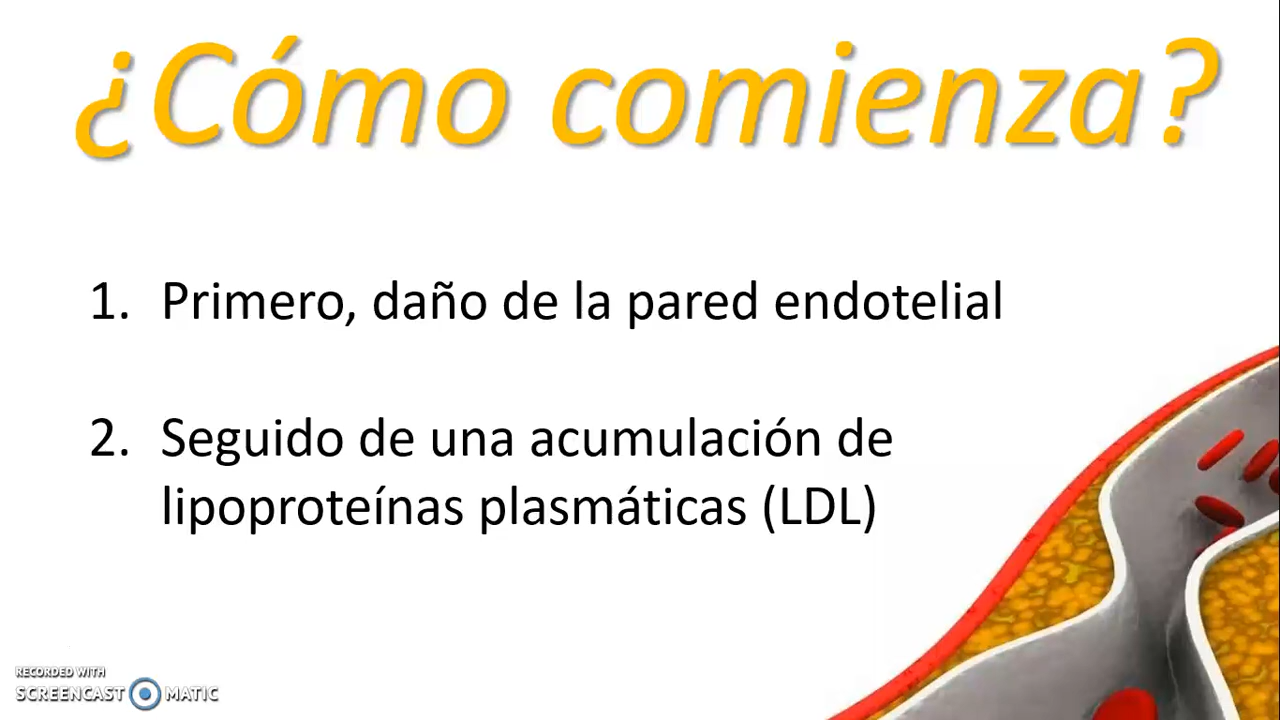 ¿Cómo comienza?
1. Primero, daño de la pared endotelial
2. Seguido de una acumulación de
lipoproteínas plasmáticas (LDL)
RECORDED WITH
SCREENCAST MATIC